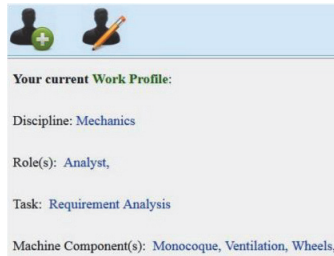 Your current Work Profile:
Discipline: Mechanics
Role(s): Analyst,
Task: Requirement Analysis
Machine Component(s): Monocoque, Ventilation, Wheels,